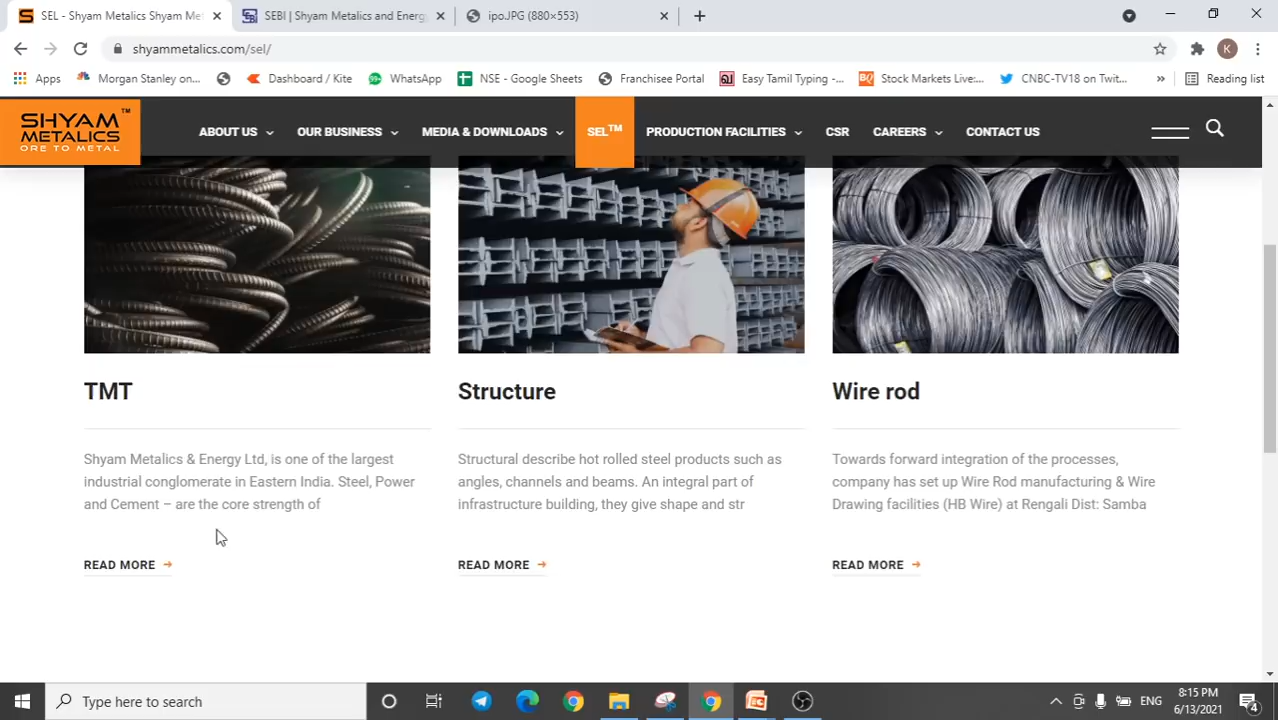 SEL - Shyam Metalics Shyam Met
SEBI | Shyam Metalics and Energy
ipo.JPG (880×553)
shyammetalics.com/sel/
K
Apps
Morgan Stanley on...
Dashboard / Kite
WhatsApp
NSE - Google Sheets
Franchisee Portal
Easy Tamil Typing -...
BQ
Stock Markets Live:...
CNBC-TV18 on Twit...
»
Reading list
SHYAM™
METALICS
ORE TO METAL
ABOUT US
OUR BUSINESS
MEDIA & DOWNLOADS
SEL™
PRODUCTION FACILITIES
CSR
CAREERS
CONTACT US
TMT
Shyam Metalics & Energy Ltd, is one of the largest
industrial conglomerate in Eastern India. Steel, Power
and Cement – are the core strength of
READ MORE
Structure
Structural describe hot rolled steel products such as
angles, channels and beams. An integral part of
infrastructure building, they give shape and str
READ MORE
Wire rod
Towards forward integration of the processes,
company has set up Wire Rod manufacturing & Wire
Drawing facilities (HB Wire) at Rengali Dist: Samba
READ MORE
Type here to search
ENG
8:15 PM
6/13/2021
4